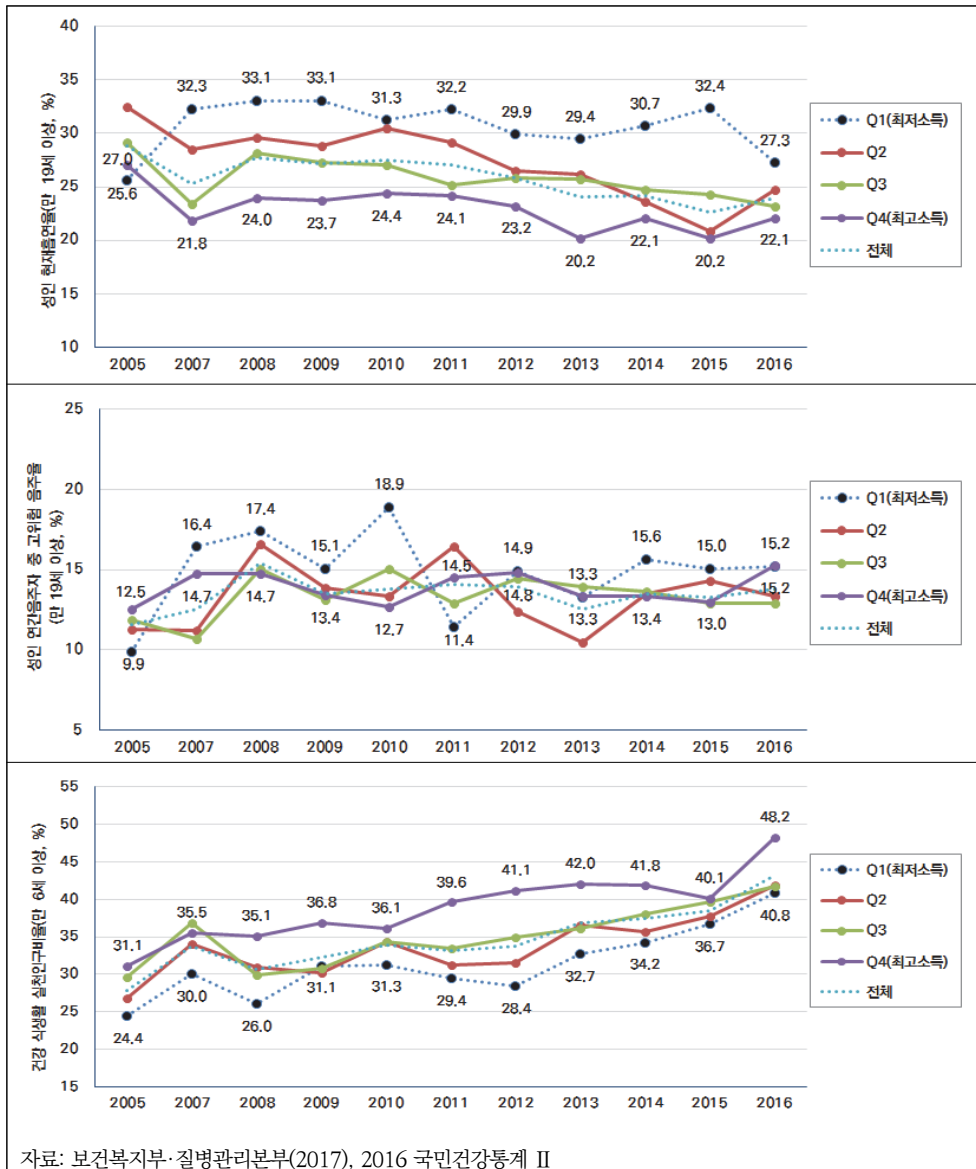 성인 현재흡연율(만 19세 이상, %)
40
35
30
25
20
15
10
32.3 33.1 33.1 31.3 32.2 29.9 29.4 30.7 32.4 27.3
27.0
25.6
21.8 24.0 23.7 24.4 24.1 23.2 20.2 22.1 20.2 22.1
2005 2007 2008 2009 2010 2011 2012 2013 2014 2015 2016
Q1(최저소득)
Q2
Q3
Q4(최고소득)
전체
성인 연간음주자 중 고위험 음주율
(만 19세 이상, %)
25
20
15
10
5
12.5 16.4 17.4 15.1 18.9 14.5 14.9 13.3 15.6 15.0 15.2
9.9 14.7 14.7 13.4 12.7 11.4 14.8 13.3 13.4 13.0 15.2
2005 2007 2008 2009 2010 2011 2012 2013 2014 2015 2016
Q1(최저소득)
Q2
Q3
Q4(최고소득)
전체
건강 식생활 실천인구비율(만 6세 이상, %)
55
50
45
40
35
30
25
20
15
31.1 35.5 35.1 36.8 36.1 39.6 41.1 42.0 41.8 40.1 48.2
24.4 30.0 26.0 31.1 31.3 29.4 28.4 32.7 34.2 36.7 40.8
2005 2007 2008 2009 2010 2011 2012 2013 2014 2015 2016
Q1(최저소득)
Q2
Q3
Q4(최고소득)
전체
자료: 보건복지부·질병관리본부(2017), 2016 국민건강통계 Ⅱ